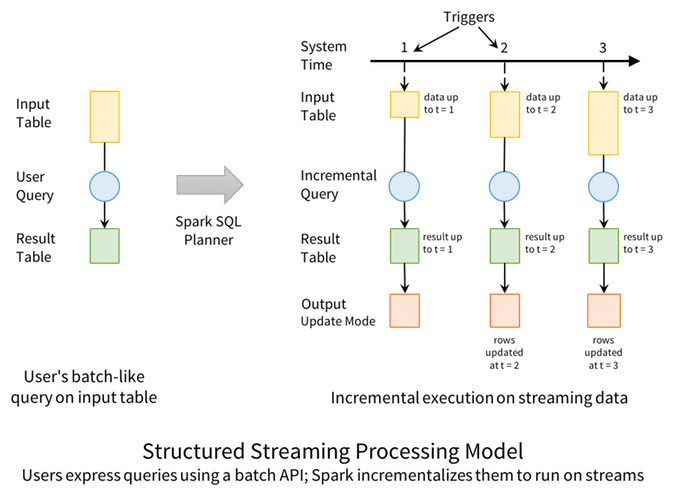 Triggers
System
Time
1
2
3
Input
Table
User
Query
Result
Table
Spark SQL
Planner
Input
Table
data up
to t = 1
data up
to t = 2
data up
to t = 3
Incremental
Query
Result
Table
result up
to t = 1
result up
to t = 2
result up
to t = 3
Output
Update Mode
rows
updated
at t = 2
rows
updated
at t = 3
User's batch-like
query on input table
Incremental execution on streaming data
Structured Streaming Processing Model
Users express queries using a batch API; Spark incrementalizes them to run on streams